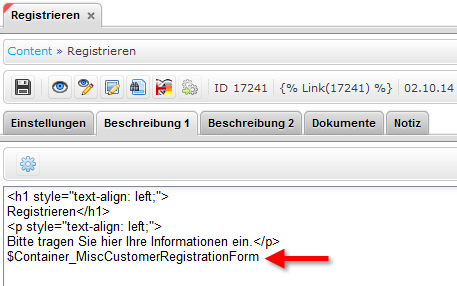 Registrieren ×
Content » Registrieren
ID 17241 {% Link(17241) %} 02.10.14
Einstellungen Beschreibung 1 Beschreibung 2 Dokumente Notiz
<h1 style="text-align: left;">
Registrieren</h1>
<p style="text-align: left;">
Bitte tragen Sie hier Ihre Informationen ein.</p>
$Container_MiscCustomerRegistrationForm